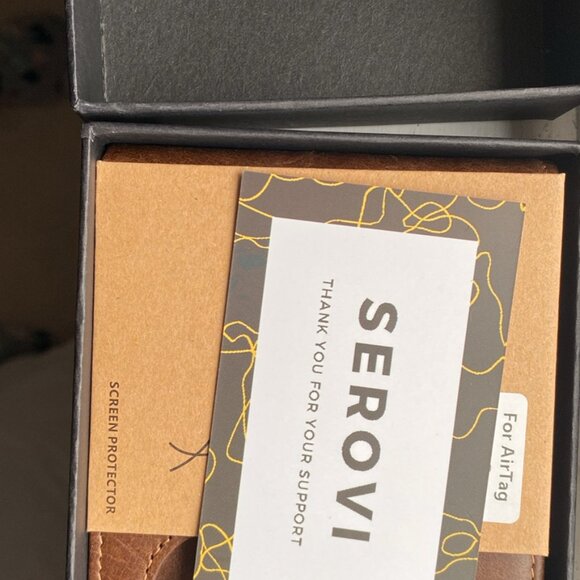 SEROVI
THANK YOU FOR YOUR SUPPORT
For AirTag
SCREEN PROTECTOR